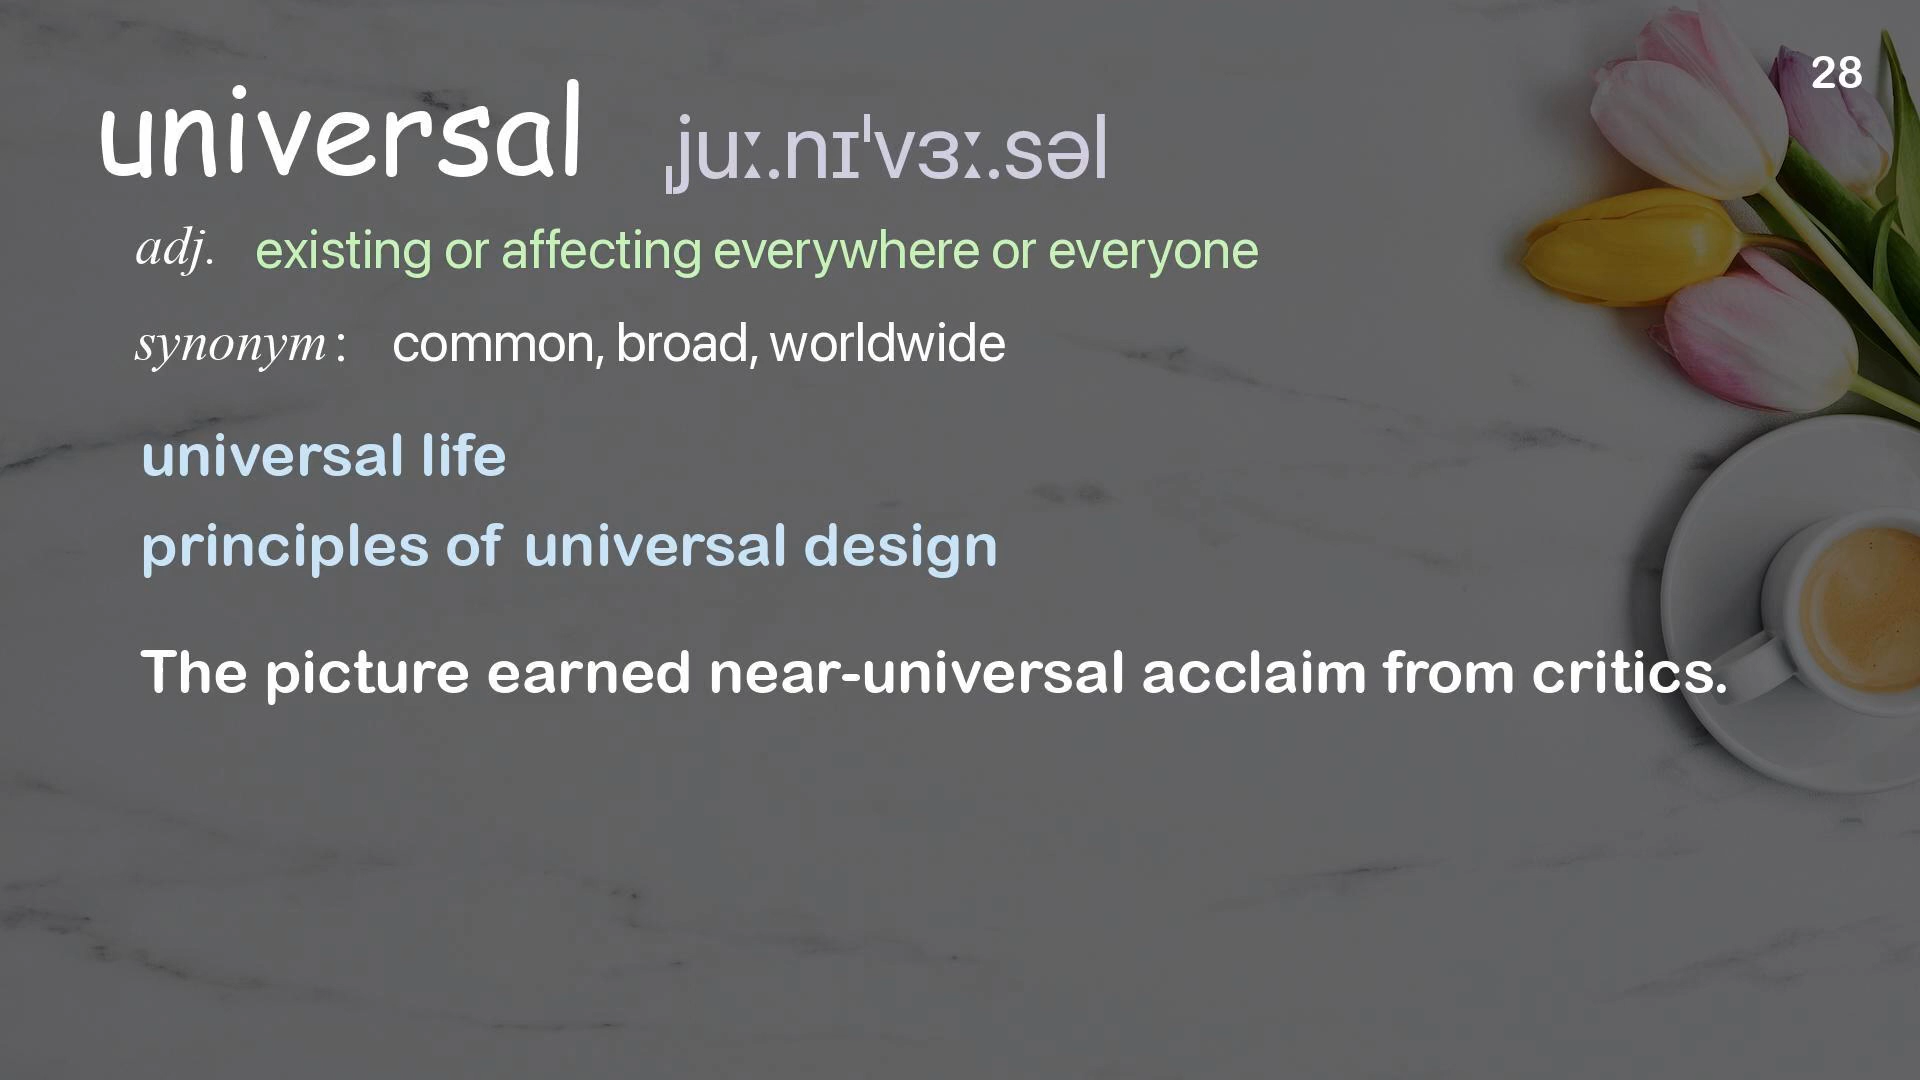 28
universal ˌjuː.nɪˈvɜː.səl
adj. existing or affecting everywhere or everyone
synonym : common, broad, worldwide
universal life
principles of universal design
The picture earned near-universal acclaim from critics.